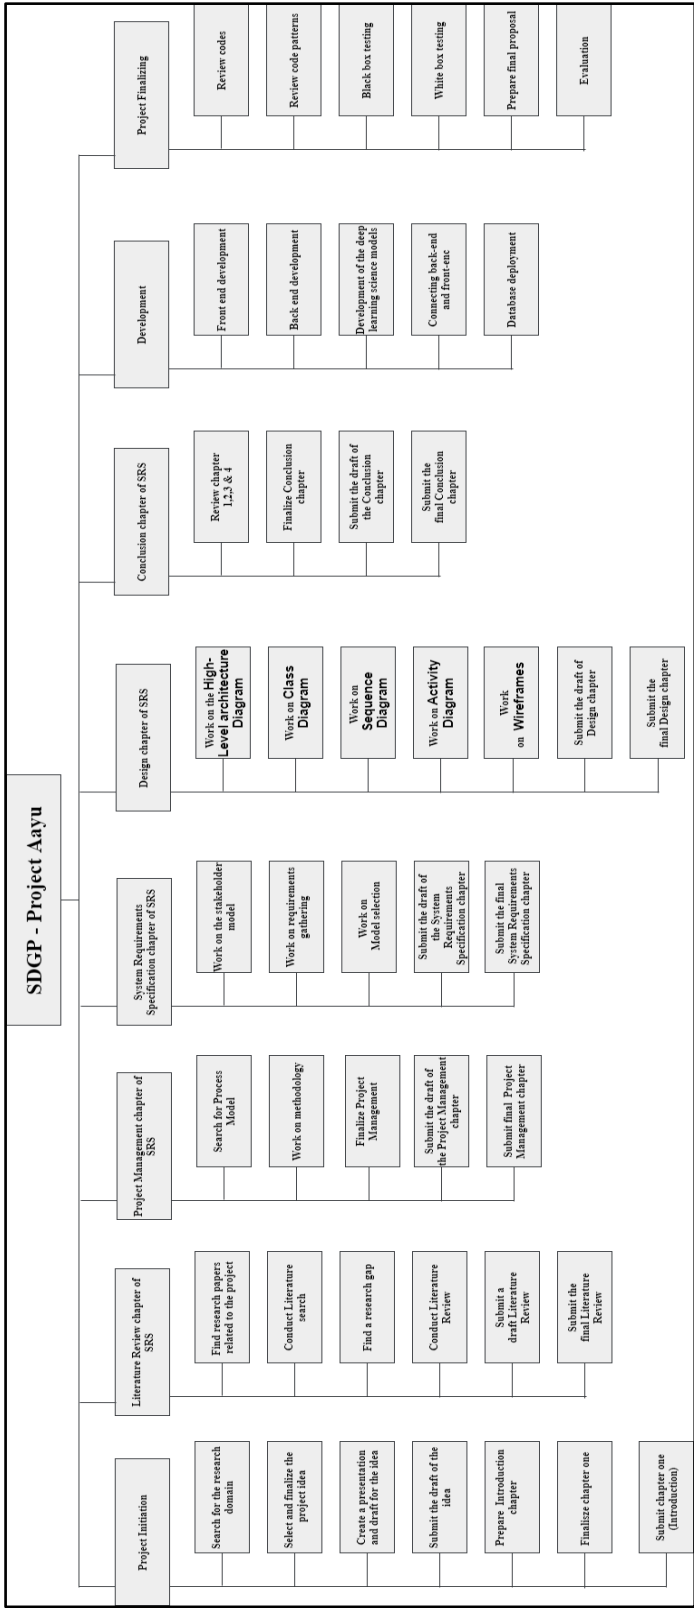 SDGP - Project Aayu
Project Initiation
Search for the research
domain
Select and finalize the
project idea
Create a presentation
and draft for the idea
Submit the draft of the
idea
Prepare Introduction
chapter
Finalisze chapter one
Submit chapter one
(Introduction)
Literature Review chapter of
SRS
Find research papers
related to the project
Conduct Literature
search
Find a research gap
Conduct Literature
Review
Submit a
draft Literature
Review
Submit the
final Literature
Review
Project Management chapter of
SRS
Search for Process
Model
Work on methodology
Finalize Project
Management
Submit the draft of
the Project Management
chapter
Submit final Project
Management chapter
System Requirements
Specification chapter of SRS
Work on the stakeholder
model
Work on requirements
gathering
Work on
Model selection
Submit the draft of
the System
Requirements
Specification chapter
Submit the final
System Requirements
Specification chapter
Design chapter of SRS
Work on the High-
Level architecture
Diagram
Work on Class
Diagram
Work on
Sequence
Diagram
Work on Activity
Diagram
Work
on Wireframes
Submit the draft of
Design chapter
Submit the
final Design chapter
Conclusion chapter of SRS
Review chapter
1,2,3 & 4
Finalize Conclusion
chapter
Submit the draft of
the Conclusion
chapter
Submit the
final Conclusion
chapter
Development
Front end development
Back end development
Development of the deep
learning science models
Connecting back-end
and front-enc
Database deployment
Project Finalizing
Review codes
Review code patterns
Black box testing
White box testing
Prepare final proposal
Evaluation